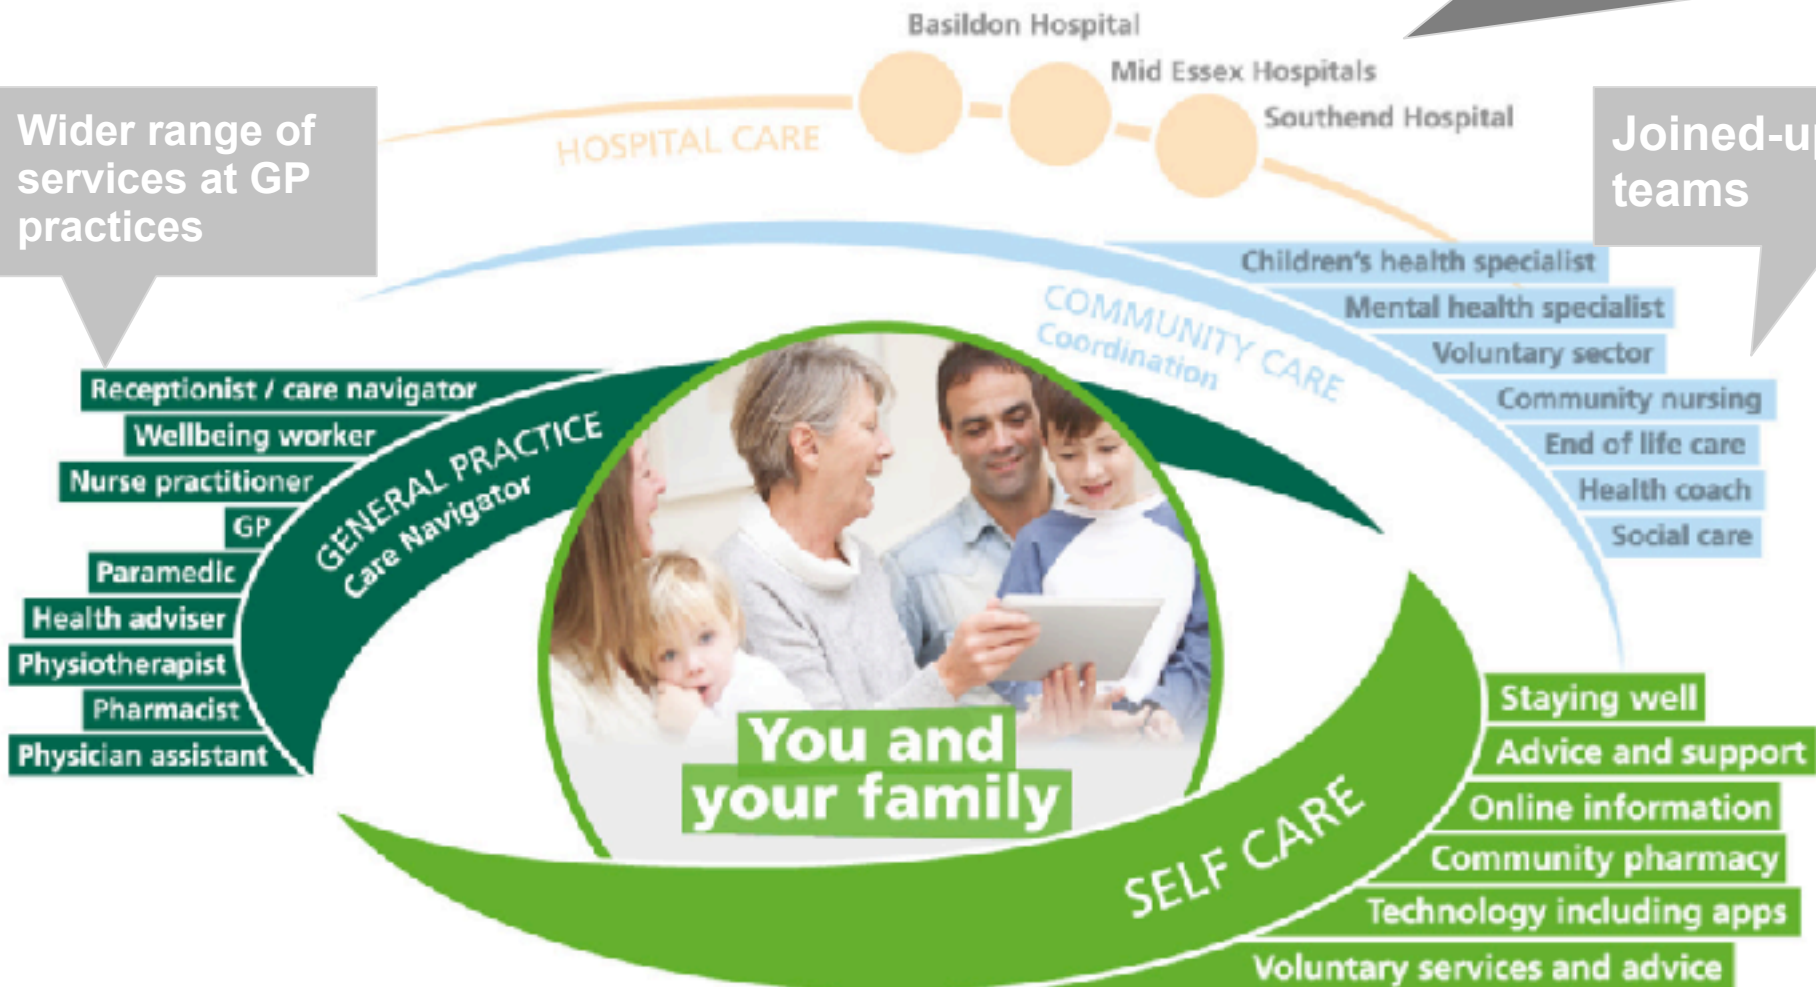 Basildon Hospital
Mid Essex Hospitals
Southend Hospital
HOSPITAL CARE
Wider range of
services at GP
practices
Joined-up
teams
Children's health specialist
Mental health specialist
Voluntary sector
Community nursing
End of life care
Health coach
Social care
COMMUNITY CARE
Coordination
Receptionist / care navigator
Wellbeing worker
Nurse practitioner
GP
Paramedic
Health adviser
Physiotherapist
Pharmacist
Physician assistant
GENERAL PRACTICE
Care Navigator
You and
your family
SELF CARE
Staying well
Advice and support
Online information
Community pharmacy
Technology including apps
Voluntary services and advice